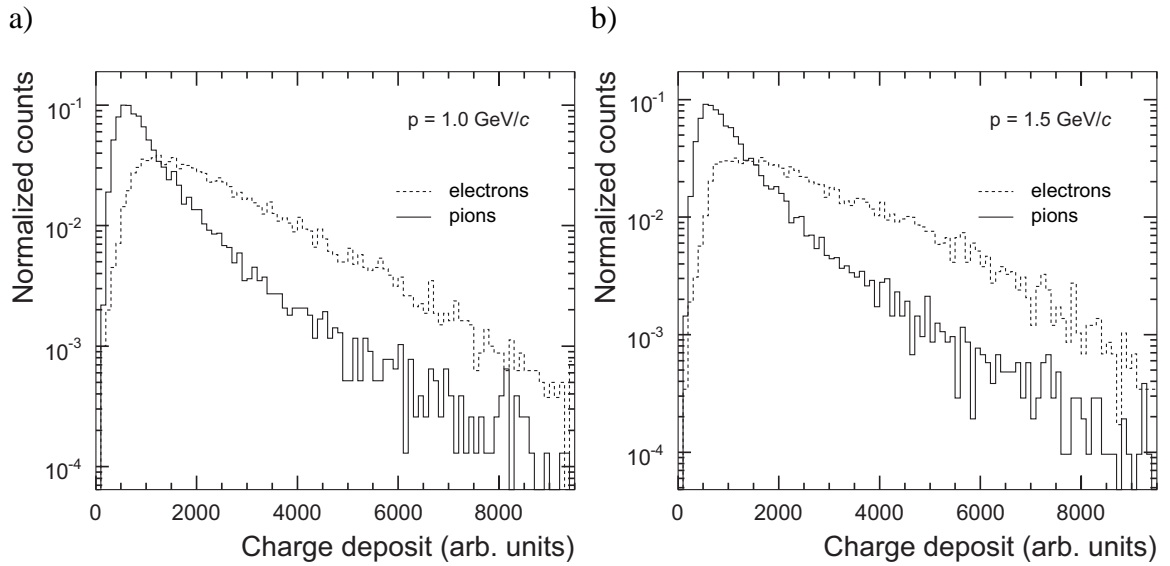 a)
Normalized counts
10⁻¹
10⁻²
10⁻³
10⁻⁴
p = 1.0 GeV/c
electrons
pions
0 2000 4000 6000 8000
Charge deposit (arb. units)
b)
Normalized counts
10⁻¹
10⁻²
10⁻³
10⁻⁴
p = 1.5 GeV/c
electrons
pions
0 2000 4000 6000 8000
Charge deposit (arb. units)